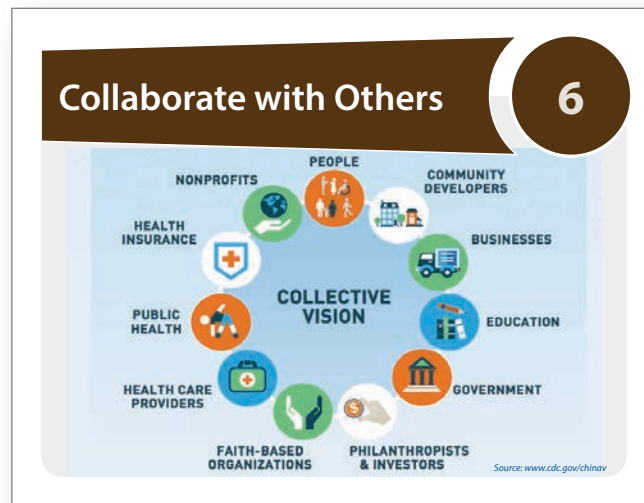 Collaborate with Others
6
PEOPLE
NONPROFITS
COMMUNITY
DEVELOPERS
HEALTH
INSURANCE
BUSINESSES
COLLECTIVE
VISION
PUBLIC
HEALTH
EDUCATION
HEALTH CARE
PROVIDERS
GOVERNMENT
FAITH-BASED
ORGANIZATIONS
PHILANTHROPISTS
& INVESTORS
Source: www.cdc.gov/chinav